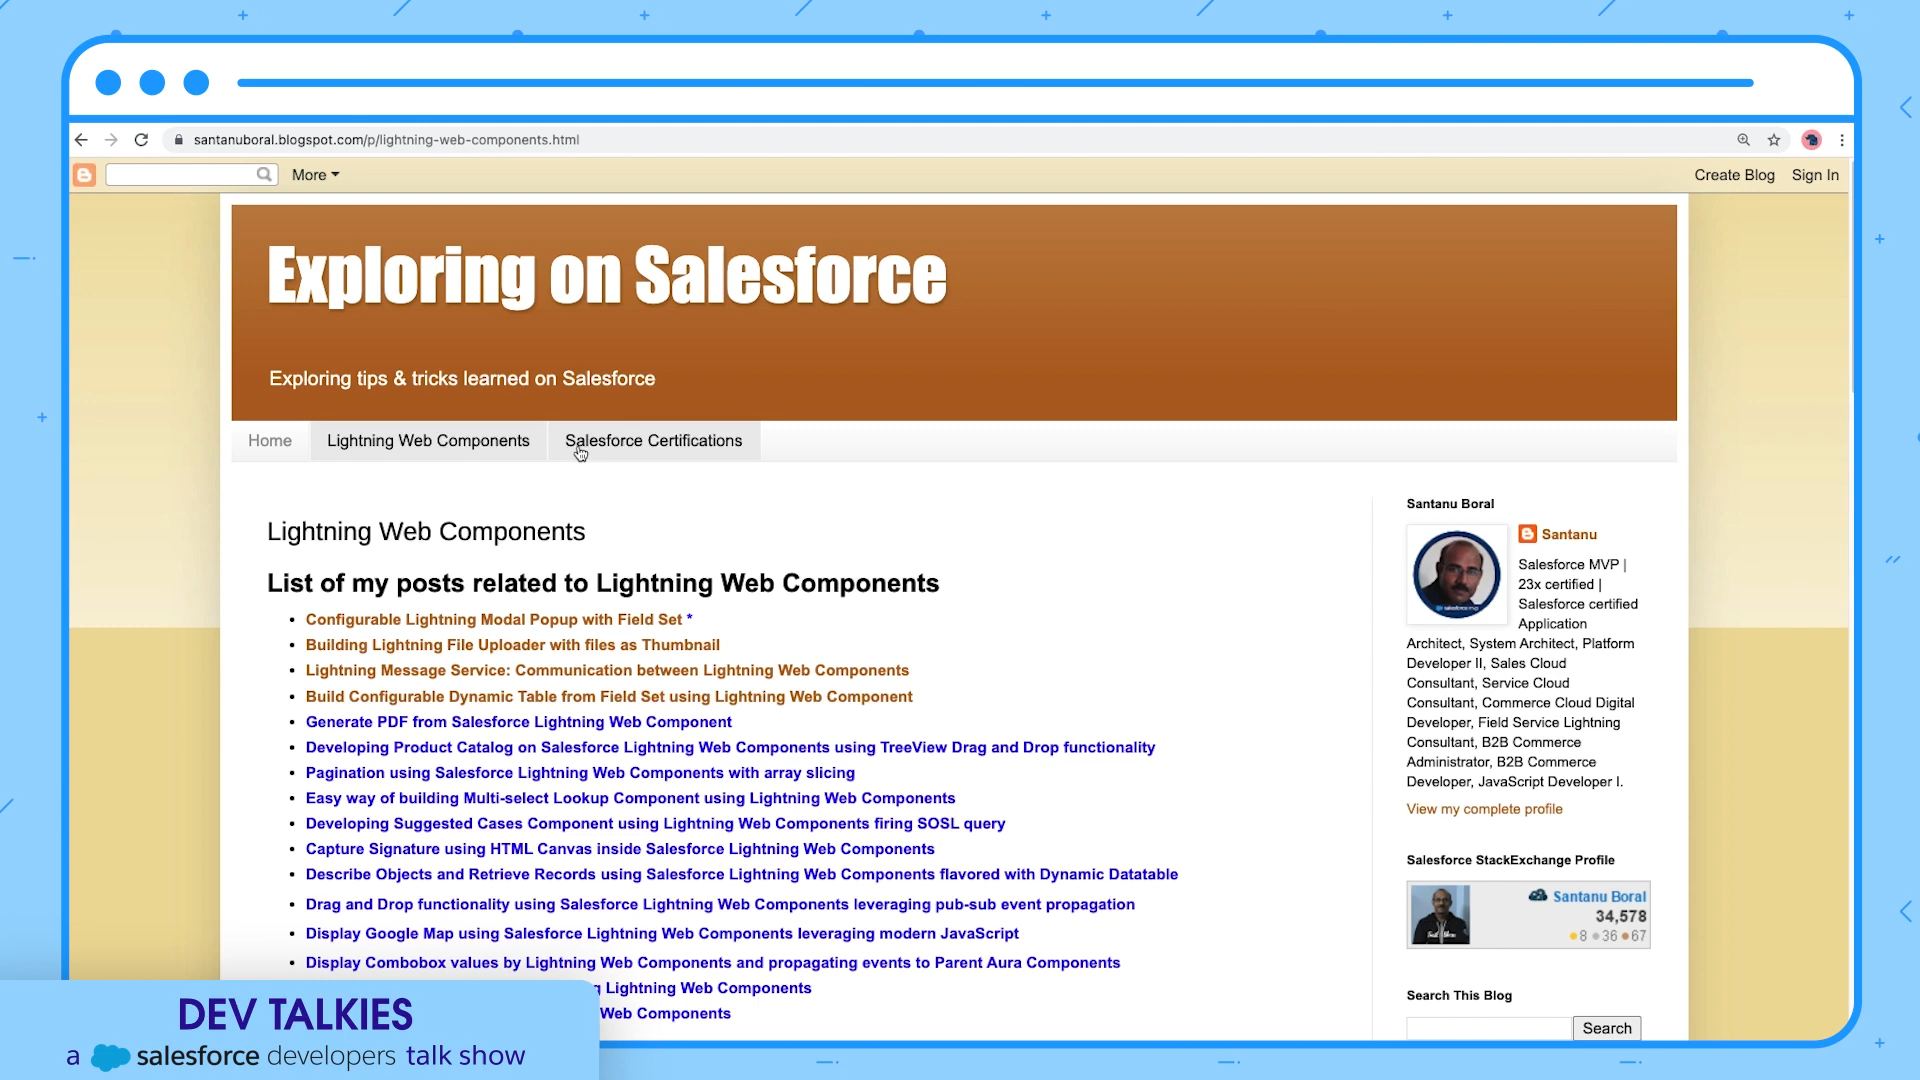 santanuboral.blogspot.com/p/lightning-web-components.html
More
Create Blog Sign In
Exploring on Salesforce
Exploring tips & tricks learned on Salesforce
Home Lightning Web Components Salesforce Certifications
Lightning Web Components
List of my posts related to Lightning Web Components
Configurable Lightning Modal Popup with Field Set *
Building Lightning File Uploader with files as Thumbnail
Lightning Message Service: Communication between Lightning Web Components
Build Configurable Dynamic Table from Field Set using Lightning Web Component
Generate PDF from Salesforce Lightning Web Component
Developing Product Catalog on Salesforce Lightning Web Components using TreeView Drag and Drop functionality
Pagination using Salesforce Lightning Web Components with array slicing
Easy way of building Multi-select Lookup Component using Lightning Web Components
Developing Suggested Cases Component using Lightning Web Components firing SOSL query
Capture Signature using HTML Canvas inside Salesforce Lightning Web Components
Describe Objects and Retrieve Records using Salesforce Lightning Web Components flavored with Dynamic Datatable
Drag and Drop functionality using Salesforce Lightning Web Components leveraging pub-sub event propagation
Display Google Map using Salesforce Lightning Web Components leveraging modern JavaScript
Display Combobox values by Lightning Web Components and propagating events to Parent Aura Components
Lightning Web Components
Web Components
Santanu Boral
Santanu
Salesforce MVP |
23x certified |
Salesforce certified
Application
Architect, System Architect, Platform
Developer II, Sales Cloud
Consultant, Service Cloud
Consultant, Commerce Cloud Digital
Developer, Field Service Lightning
Consultant, B2B Commerce
Administrator, B2B Commerce
Developer, JavaScript Developer I.
View my complete profile
Salesforce StackExchange Profile
Santanu Boral
34,578
8 36 67
Search This Blog
Search
DEV TALKIES
a salesforce developers talk show